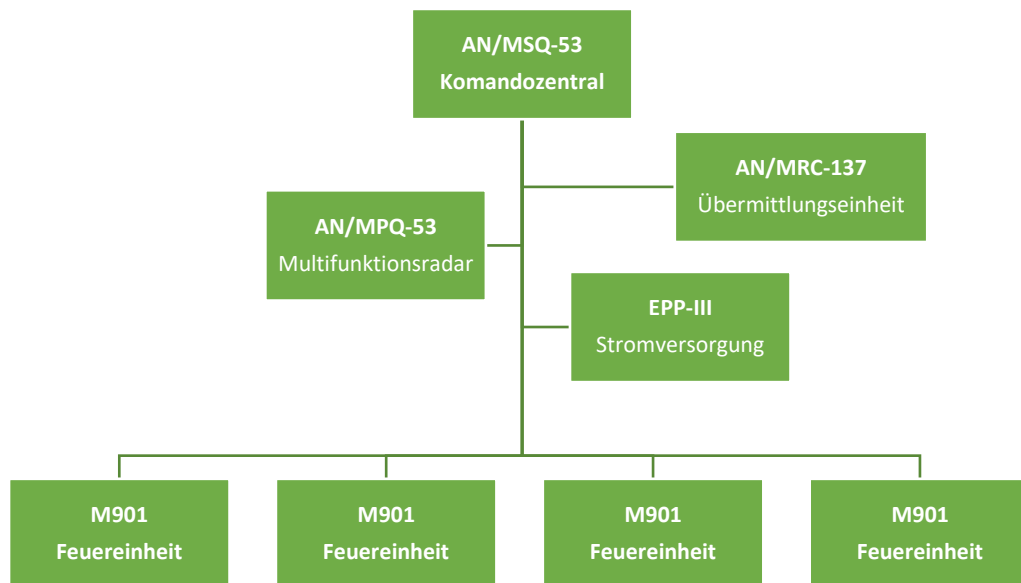 AN/MSQ-53
Komandozentral
AN/MRC-137
Übermittlungseinheit
AN/MPQ-53
Multifunktionsradar
EPP-III
Stromversorgung
M901
Feuereinheit
M901
Feuereinheit
M901
Feuereinheit
M901
Feuereinheit